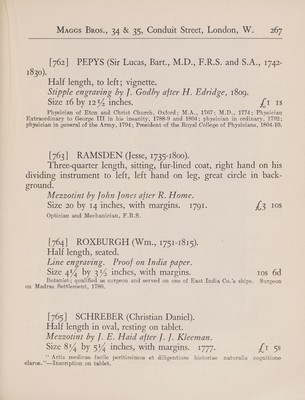 MAGGS BROS., 34 & 35, Conduit Street, London, W. 267
[762] PEPYS (Sir Lucas, Bart., M.D., F.R.S. and S.A., 1742-
1830).
Half length, to left; vignette.
Stipple engraving by J. Godby after H. Edridge, 1809.
Size 16 by 12½ inches. £1 1s
Physician of Eton and Christ Church, Oxford; M.A., 1767; M.D., 1774; Physician
Extraordinary to George III in his insanity, 1788-9 and 1804; physician in ordinary, 1792;
physician in general of the Army, 1794; President of the Royal College of Physicians, 1804-10.
[763] RAMSDEN (Jesse, 1735-1800).
Three-quarter length, sitting, fur-lined coat, right hand on his
dividing instrument to left, left hand on leg, great circle in back-
ground.
Mezzotint by John Jones after R. Home.
Size 20 by 14 inches, with margins. 1791. £3 10s
Optician and Mechanician, F.R.S.
[764] ROXBURGH (Wm., 1751-1815).
Half length, seated.
Line engraving. Proof on India paper.
Size 4¼ by 3½ inches, with margins. 10s 6d
Botanist; qualified as surgeon and served on one of East India Co.'s ships. Surgeon
on Madras Settlement, 1780.
[765] SCHREBER (Christian Daniel).
Half length in oval, resting on tablet.
Mezzotint by J. E. Haid after J. J. Kleeman.
Size 8¼ by 5¼ inches, with margins. 1777. £1 5s
"Artis medicae facile peritissimus et diligentous historiae naturalis cognitione
clarus."—Inscription on tablet.